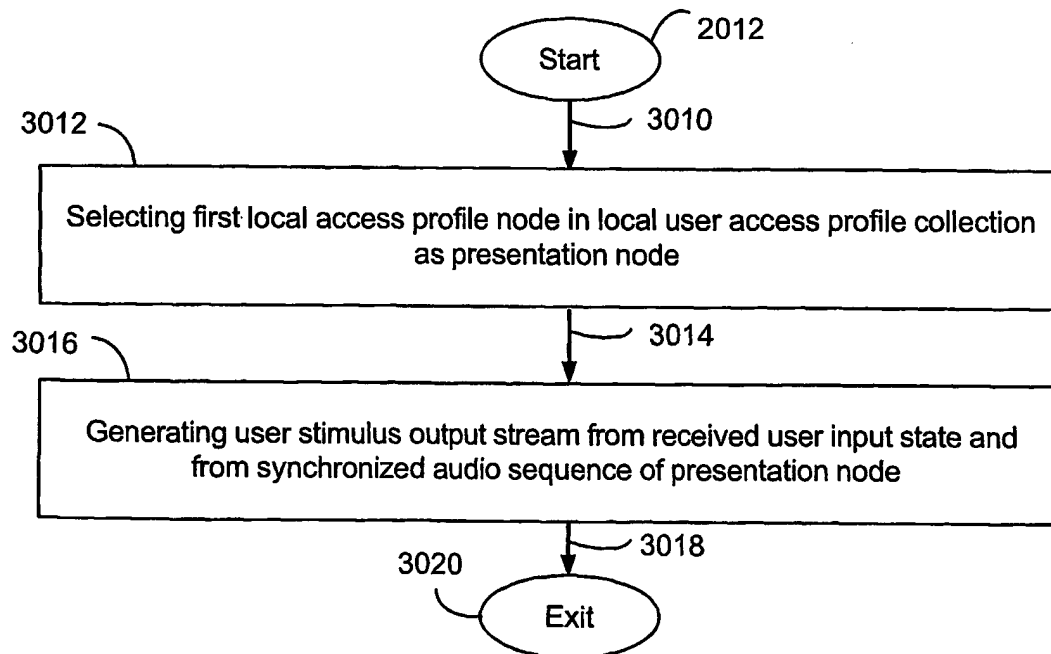 2012
Start
3010
3012
Selecting first local access profile node in local user access profile collection
as presentation node
3014
3016
Generating user stimulus output stream from received user input state and
from synchronized audio sequence of presentation node
3018
3020
Exit